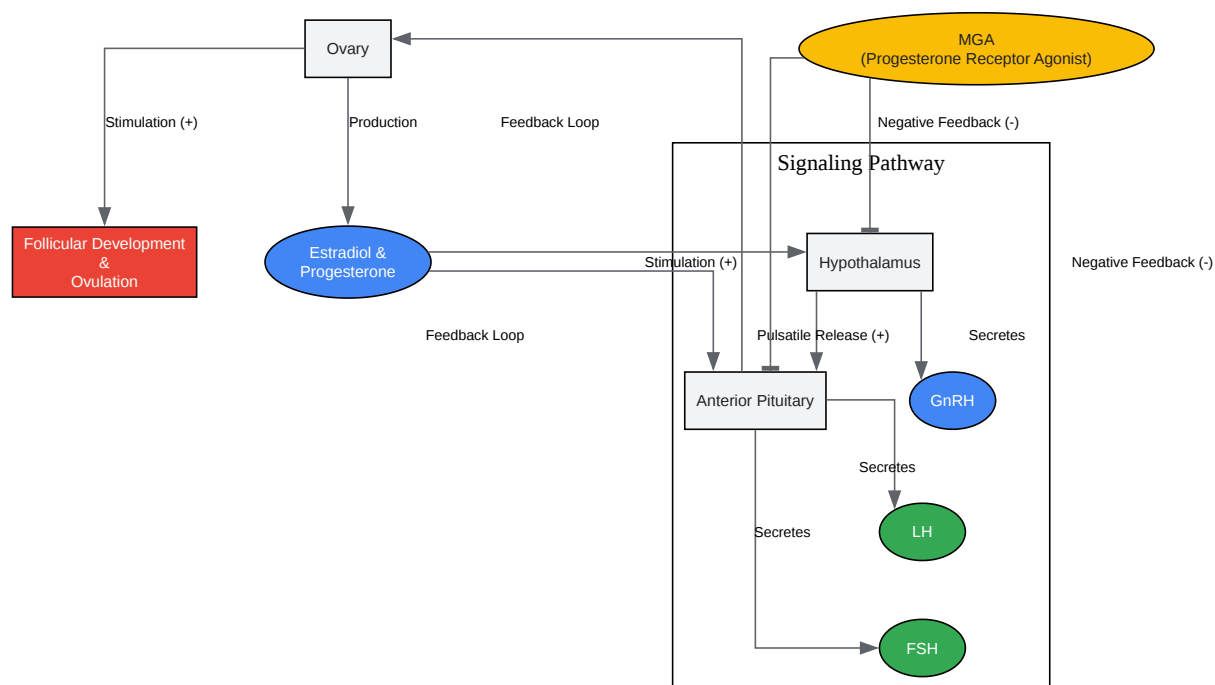 MGA
(Progesterone Receptor Agonist)
Ovary
Stimulation (+)
Production
Feedback Loop
Negative Feedback (-)
Signaling Pathway
Follicular Development
&
Ovulation
Estradiol &
Progesterone
Stimulation (+)
Hypothalamus
Negative Feedback (-)
Feedback Loop
Pulsatile Release (+)
Secretes
Anterior Pituitary
GnRH
Secretes
Secretes
LH
FSH